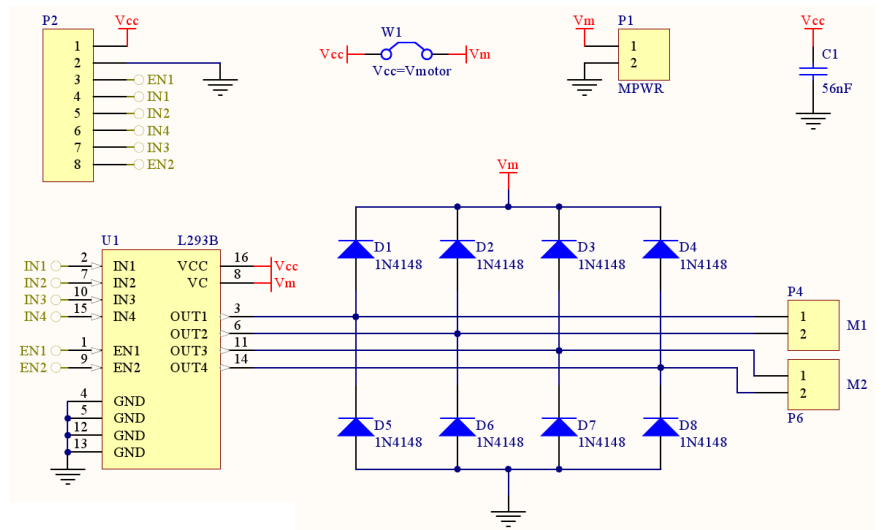 P2
Vcc
1
2
3 EN1
4 IN1
5 IN2
6 IN4
7 IN3
8 EN2
W1
Vcc Vm
Vcc=Vmotor
P1
Vm
1
2
MPWR
Vcc
C1
56nF
U1 L293B
IN1 2 IN1 VCC 16 Vcc
IN2 7 IN2 VC 8 Vm
IN3 10 IN3
IN4 15 IN4 OUT1 3
OUT2 6
EN1 1 EN1 OUT3 11
EN2 9 EN2 OUT4 14
4 GND
5 GND
12 GND
13 GND
Vm
D1 D2 D3 D4
1N4148 1N4148 1N4148 1N4148
D5 D6 D7 D8
1N4148 1N4148 1N4148 1N4148
P4
1
2
M1
1
2
M2
P6